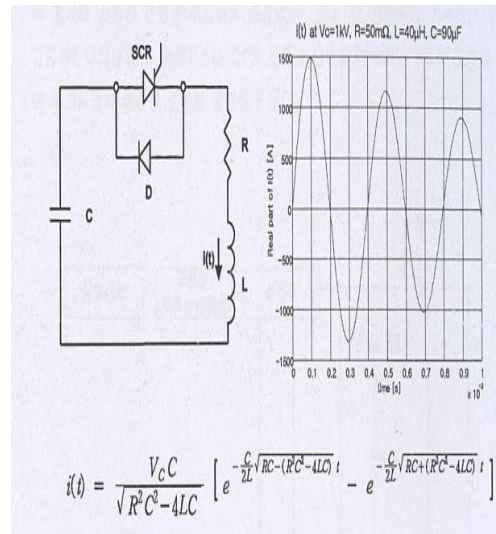 SCR
D
R
C
i(t)
L
i(t) at Vc=1kV, R=50mΩ, L=40μH, C=90μF
Real part of i(t) [A]
1500
1000
500
0
-500
-1000
-1500
0 0.1 0.2 0.3 0.4 0.5 0.6 0.7 0.8 0.9 1
time [s]
x 10⁻³
i(t) = V_C C / √(R²C²-4LC) [ e^(-C/2L √(RC-(R²C²-4LC)) t) - e^(-C/2L √(RC+(R²C²-4LC)) t) ]